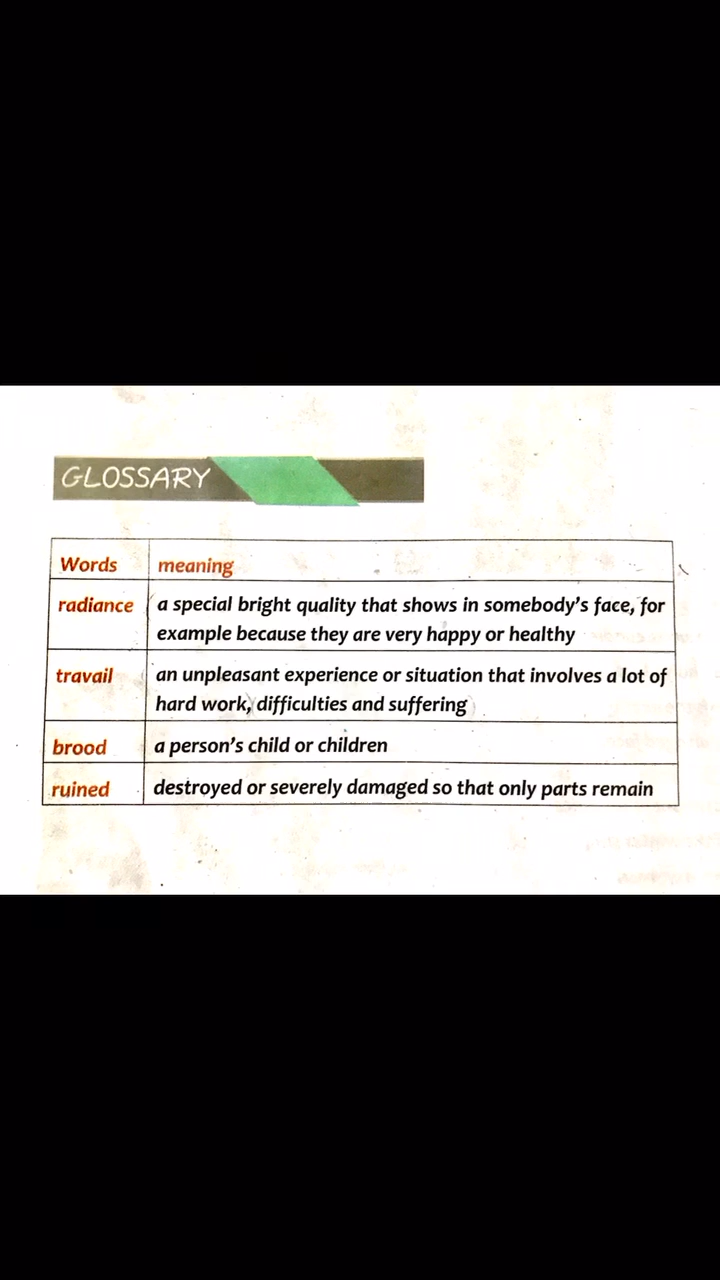 GLOSSARY
Words meaning
radiance a special bright quality that shows in somebody's face, for
example because they are very happy or healthy
travail an unpleasant experience or situation that involves a lot of
hard work, difficulties and suffering
brood a person's child or children
ruined destroyed or severely damaged so that only parts remain